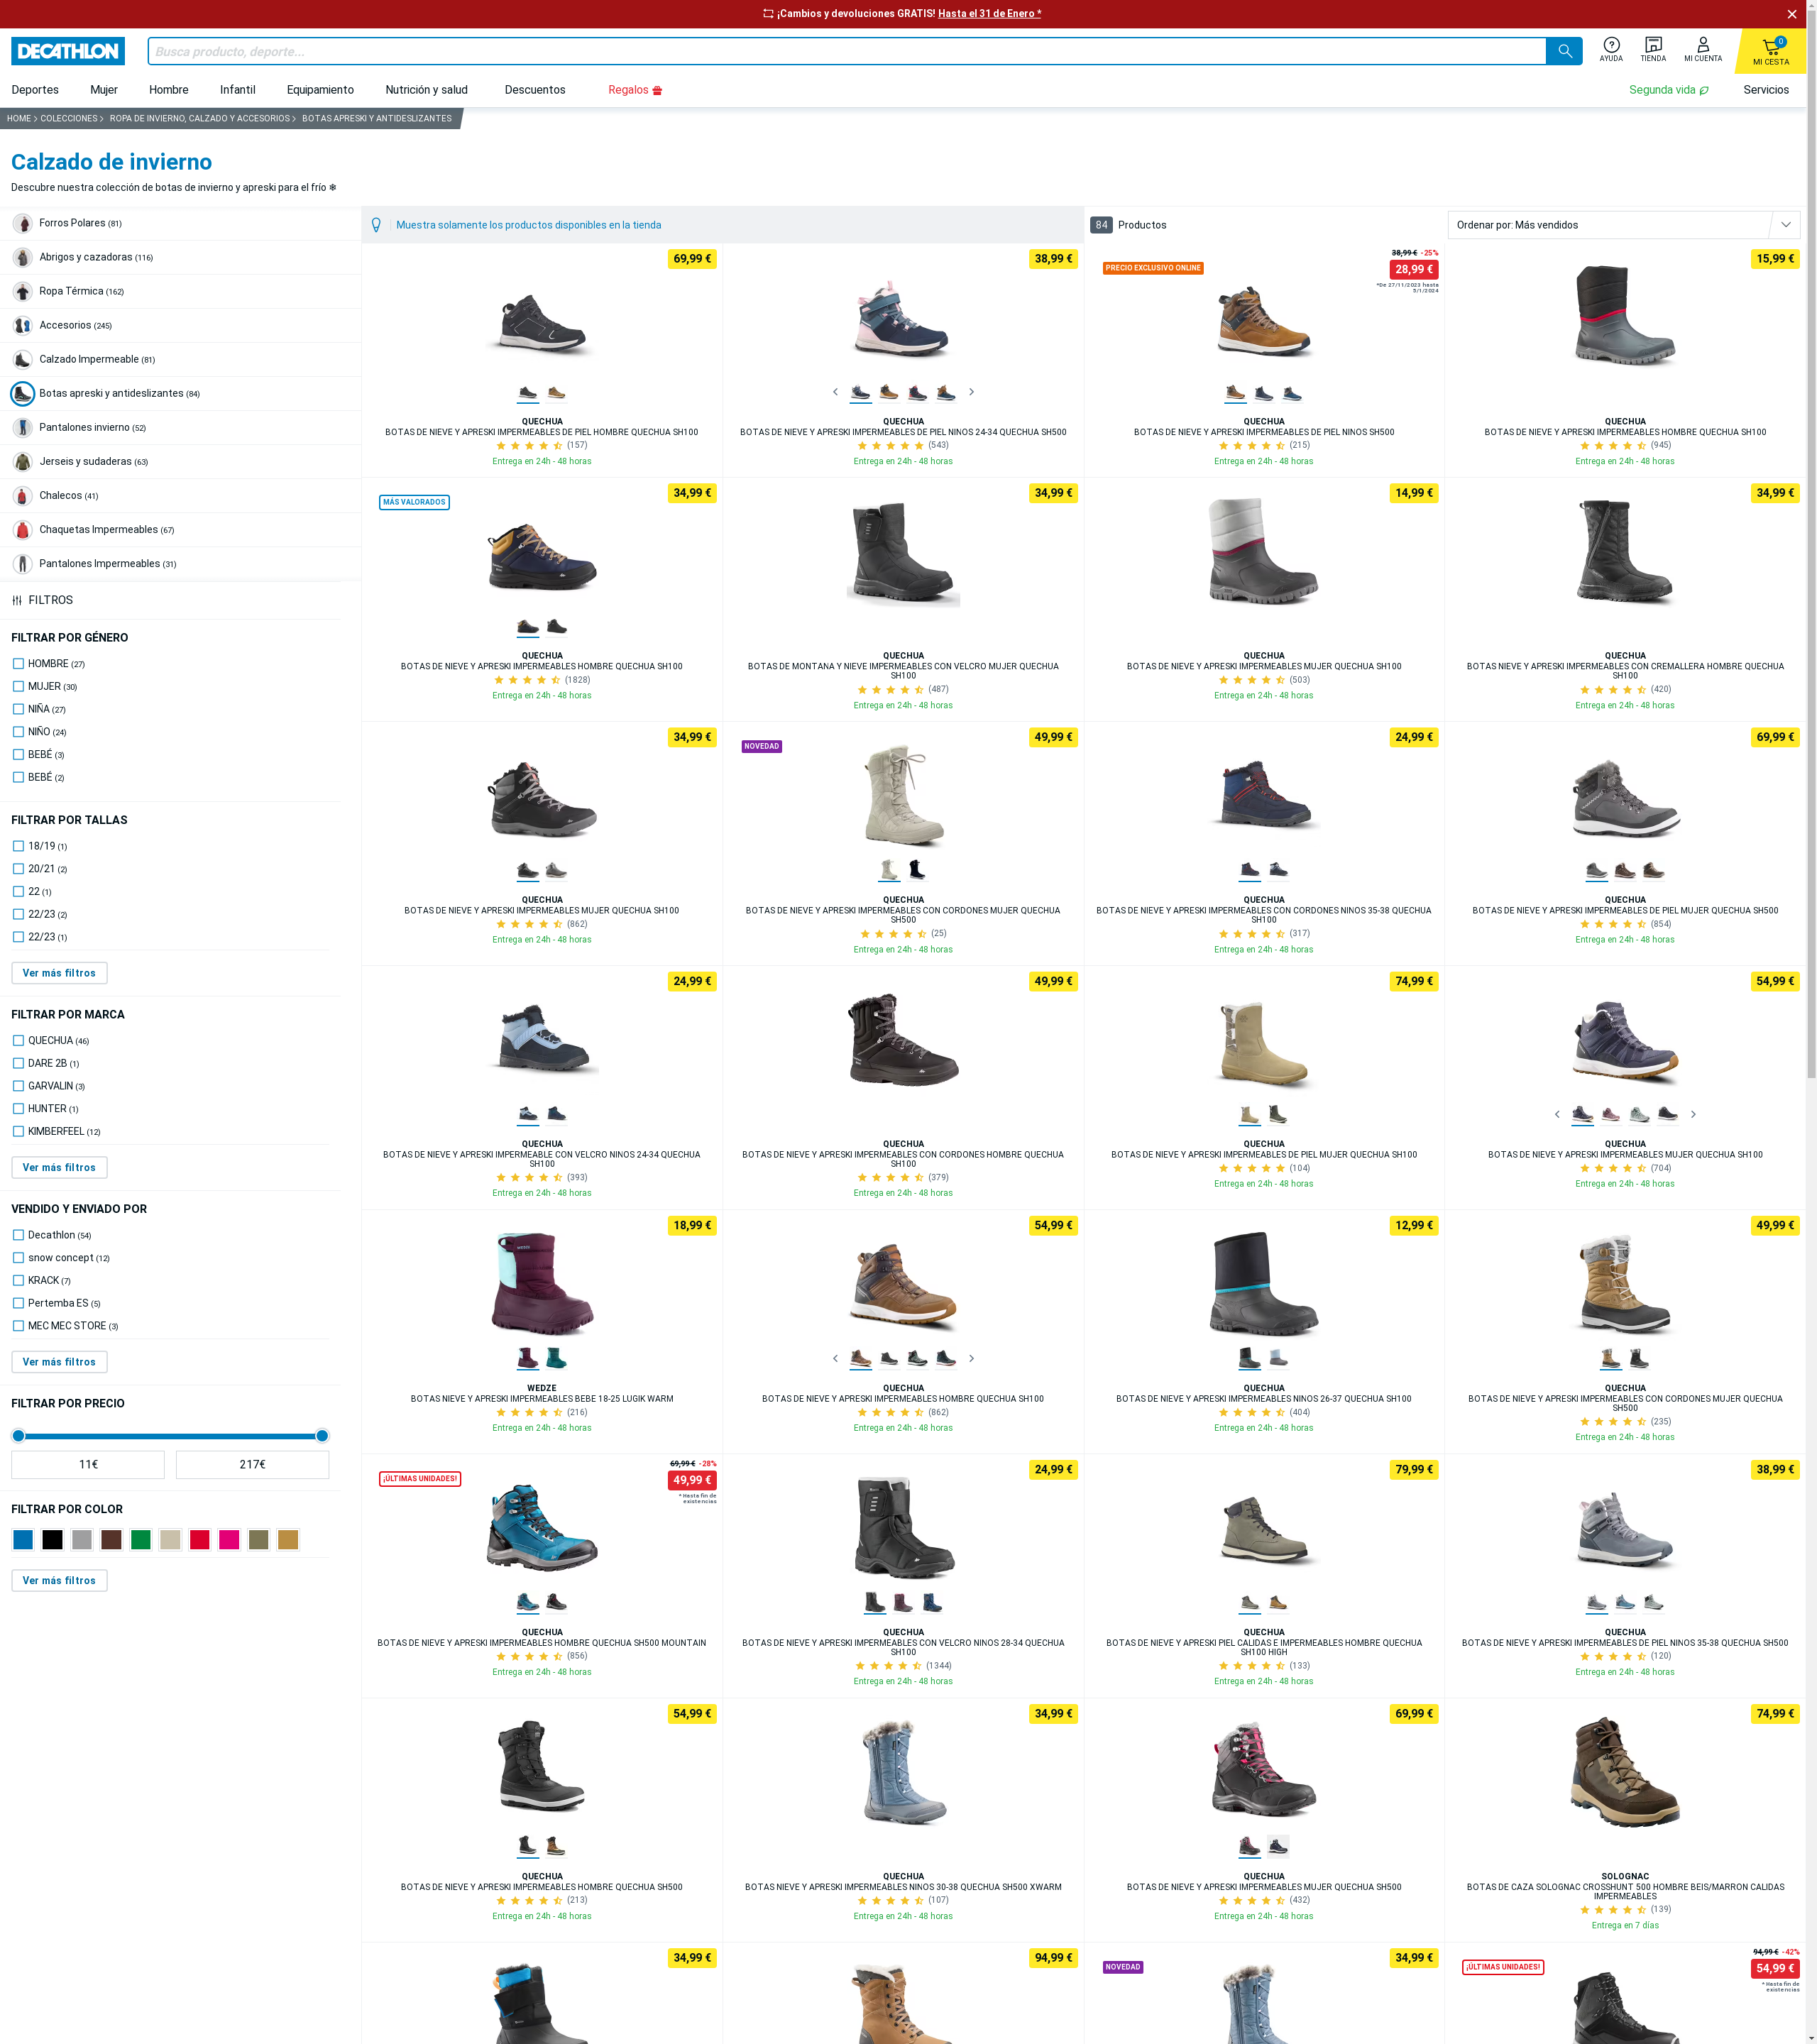 ¡Cambios y devoluciones GRATIS! Hasta el 31 de Enero *
DECATHLON
Busca producto, deporte...
AYUDA
TIENDA
MI CUENTA
0
MI CESTA
Deportes
Mujer
Hombre
Infantil
Equipamiento
Nutrición y salud
Descuentos
Regalos
Segunda vida
Servicios
HOME > COLECCIONES > ROPA DE INVIERNO, CALZADO Y ACCESORIOS > BOTAS APRESKI Y ANTIDESLIZANTES
Calzado de invierno
Descubre nuestra colección de botas de invierno y apreski para el frío ❄
Forros Polares (81)
Abrigos y cazadoras (116)
Ropa Térmica (162)
Accesorios (245)
Calzado Impermeable (81)
Botas apreski y antideslizantes (84)
Pantalones invierno (52)
Jerseis y sudaderas (63)
Chalecos (41)
Chaquetas Impermeables (67)
Pantalones Impermeables (31)
FILTROS
FILTRAR POR GÉNERO
HOMBRE (27)
MUJER (30)
NIÑA (27)
NIÑO (24)
BEBÉ (3)
BEBÉ (2)
FILTRAR POR TALLAS
18/19 (1)
20/21 (2)
22 (1)
22/23 (2)
22/23 (1)
Ver más filtros
FILTRAR POR MARCA
QUECHUA (46)
DARE 2B (1)
GARVALIN (3)
HUNTER (1)
KIMBERFEEL (12)
Ver más filtros
VENDIDO Y ENVIADO POR
Decathlon (54)
snow concept (12)
KRACK (7)
Pertemba ES (5)
MEC MEC STORE (3)
Ver más filtros
FILTRAR POR PRECIO
11€
217€
FILTRAR POR COLOR
Ver más filtros
Muestra solamente los productos disponibles en la tienda
84 Productos
Ordenar por: Más vendidos
69,99 €
QUECHUA
BOTAS DE NIEVE Y APRESKI IMPERMEABLES DE PIEL HOMBRE QUECHUA SH100
(157)
Entrega en 24h - 48 horas
38,99 €
QUECHUA
BOTAS DE NIEVE Y APRESKI IMPERMEABLES DE PIEL NINOS 24-34 QUECHUA SH500
(543)
Entrega en 24h - 48 horas
PRECIO EXCLUSIVO ONLINE
38,99 € -25%
28,99 €
*De 27/11/2023 hasta
5/1/2024
QUECHUA
BOTAS DE NIEVE Y APRESKI IMPERMEABLES DE PIEL NINOS SH500
(215)
Entrega en 24h - 48 horas
15,99 €
QUECHUA
BOTAS DE NIEVE Y APRESKI IMPERMEABLES HOMBRE QUECHUA SH100
(945)
Entrega en 24h - 48 horas
MÁS VALORADOS
34,99 €
QUECHUA
BOTAS DE NIEVE Y APRESKI IMPERMEABLES HOMBRE QUECHUA SH100
(1828)
Entrega en 24h - 48 horas
34,99 €
QUECHUA
BOTAS DE MONTANA Y NIEVE IMPERMEABLES CON VELCRO MUJER QUECHUA
SH100
(487)
Entrega en 24h - 48 horas
14,99 €
QUECHUA
BOTAS DE NIEVE Y APRESKI IMPERMEABLES MUJER QUECHUA SH100
(503)
Entrega en 24h - 48 horas
34,99 €
QUECHUA
BOTAS NIEVE Y APRESKI IMPERMEABLES CON CREMALLERA HOMBRE QUECHUA
SH100
(420)
Entrega en 24h - 48 horas
34,99 €
QUECHUA
BOTAS DE NIEVE Y APRESKI IMPERMEABLES MUJER QUECHUA SH100
(862)
Entrega en 24h - 48 horas
NOVEDAD
49,99 €
QUECHUA
BOTAS DE NIEVE Y APRESKI IMPERMEABLES CON CORDONES MUJER QUECHUA
SH500
(25)
Entrega en 24h - 48 horas
24,99 €
QUECHUA
BOTAS DE NIEVE Y APRESKI IMPERMEABLES CON CORDONES NINOS 35-38 QUECHUA
SH100
(317)
Entrega en 24h - 48 horas
69,99 €
QUECHUA
BOTAS DE NIEVE Y APRESKI IMPERMEABLES DE PIEL MUJER QUECHUA SH500
(854)
Entrega en 24h - 48 horas
24,99 €
QUECHUA
BOTAS DE NIEVE Y APRESKI IMPERMEABLE CON VELCRO NINOS 24-34 QUECHUA
SH100
(393)
Entrega en 24h - 48 horas
49,99 €
QUECHUA
BOTAS DE NIEVE Y APRESKI IMPERMEABLES CON CORDONES HOMBRE QUECHUA
SH100
(379)
Entrega en 24h - 48 horas
74,99 €
QUECHUA
BOTAS DE NIEVE Y APRESKI IMPERMEABLES DE PIEL MUJER QUECHUA SH100
(104)
Entrega en 24h - 48 horas
54,99 €
QUECHUA
BOTAS DE NIEVE Y APRESKI IMPERMEABLES MUJER QUECHUA SH100
(704)
Entrega en 24h - 48 horas
18,99 €
WEDZE
BOTAS NIEVE Y APRESKI IMPERMEABLES BEBE 18-25 LUGIK WARM
(216)
Entrega en 24h - 48 horas
54,99 €
QUECHUA
BOTAS DE NIEVE Y APRESKI IMPERMEABLES HOMBRE QUECHUA SH100
(862)
Entrega en 24h - 48 horas
12,99 €
QUECHUA
BOTAS DE NIEVE Y APRESKI IMPERMEABLES NINOS 26-37 QUECHUA SH100
(404)
Entrega en 24h - 48 horas
49,99 €
QUECHUA
BOTAS DE NIEVE Y APRESKI IMPERMEABLES CON CORDONES MUJER QUECHUA
SH500
(235)
Entrega en 24h - 48 horas
¡ÚLTIMAS UNIDADES!
69,99 € -28%
49,99 €
* Hasta fin de
existencias
QUECHUA
BOTAS DE NIEVE Y APRESKI IMPERMEABLES HOMBRE QUECHUA SH500 MOUNTAIN
(856)
Entrega en 24h - 48 horas
24,99 €
QUECHUA
BOTAS DE NIEVE Y APRESKI IMPERMEABLES CON VELCRO NINOS 28-34 QUECHUA
SH100
(1344)
Entrega en 24h - 48 horas
79,99 €
QUECHUA
BOTAS DE NIEVE Y APRESKI PIEL CALIDAS E IMPERMEABLES HOMBRE QUECHUA
SH100 HIGH
(133)
Entrega en 24h - 48 horas
38,99 €
QUECHUA
BOTAS DE NIEVE Y APRESKI IMPERMEABLES DE PIEL NINOS 35-38 QUECHUA SH500
(120)
Entrega en 24h - 48 horas
54,99 €
QUECHUA
BOTAS DE NIEVE Y APRESKI IMPERMEABLES HOMBRE QUECHUA SH500
(213)
Entrega en 24h - 48 horas
34,99 €
QUECHUA
BOTAS NIEVE Y APRESKI IMPERMEABLES NINOS 30-38 QUECHUA SH500 XWARM
(107)
Entrega en 24h - 48 horas
69,99 €
QUECHUA
BOTAS DE NIEVE Y APRESKI IMPERMEABLES MUJER QUECHUA SH500
(432)
Entrega en 24h - 48 horas
74,99 €
SOLOGNAC
BOTAS DE CAZA SOLOGNAC CROSSHUNT 500 HOMBRE BEIS/MARRON CALIDAS
IMPERMEABLES
(139)
Entrega en 7 días
34,99 €
94,99 €
NOVEDAD
34,99 €
¡ÚLTIMAS UNIDADES!
94,99 € -42%
54,99 €
* Hasta fin de
existencias